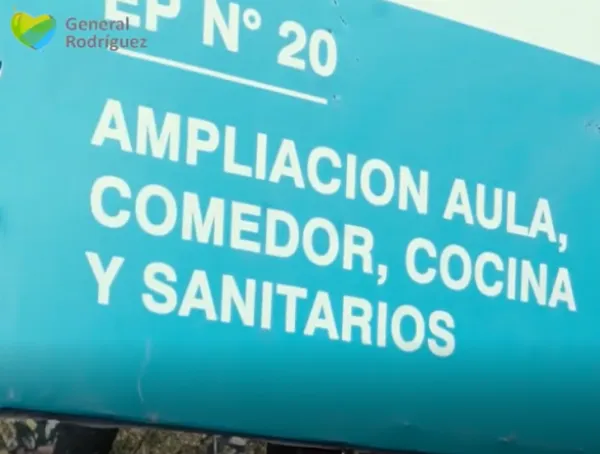 General
Rodríguez
EP N° 20
AMPLIACION AULA,
COMEDOR, COCINA
Y SANITARIOS